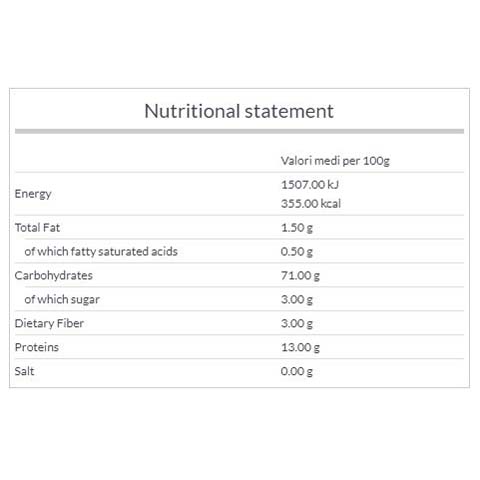 Nutritional statement
Valori medi per 100g
Energy
1507.00 kJ
355.00 kcal
Total Fat 1.50 g
of which fatty saturated acids 0.50 g
Carbohydrates 71.00 g
of which sugar 3.00 g
Dietary Fiber 3.00 g
Proteins 13.00 g
Salt 0.00 g